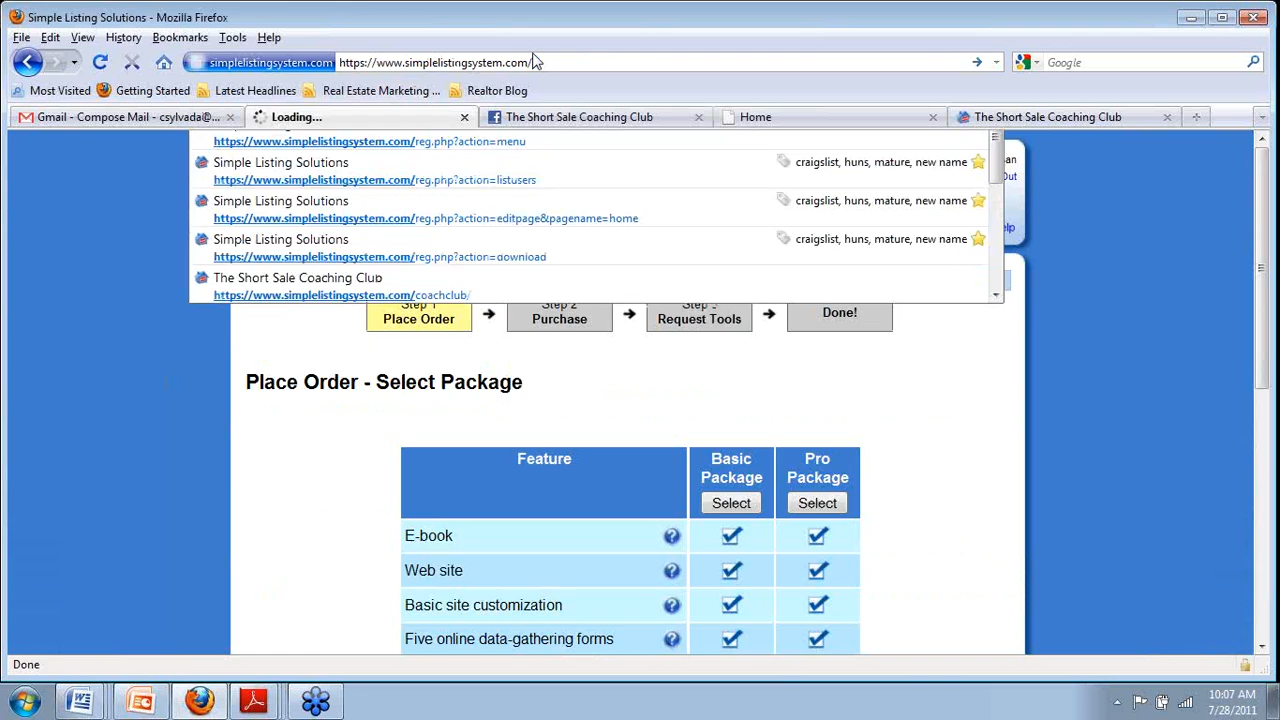 Simple Listing Solutions - Mozilla Firefox
File Edit View History Bookmarks Tools Help
simplelistingsystem.com https://www.simplelistingsystem.com/ Google
Most Visited Getting Started Latest Headlines Real Estate Marketing ... Realtor Blog
Gmail - Compose Mail - csylvada@... Loading... The Short Sale Coaching Club Home The Short Sale Coaching Club
https://www.simplelistingsystem.com/reg.php?action=menu
Simple Listing Solutions craigslist, huns, mature, new name
https://www.simplelistingsystem.com/reg.php?action=listusers
Simple Listing Solutions craigslist, huns, mature, new name
https://www.simplelistingsystem.com/reg.php?action=editpage&pagename=home
Simple Listing Solutions craigslist, huns, mature, new name
https://www.simplelistingsystem.com/reg.php?action=download
The Short Sale Coaching Club
https://www.simplelistingsystem.com/coachclub/
Step 1 Step 2 Step 3 Done!
Place Order Purchase Request Tools
Place Order - Select Package
Feature Basic Pro
Package Package
Select Select
E-book
Web site
Basic site customization
Five online data-gathering forms
Done
10:07 AM
7/28/2011